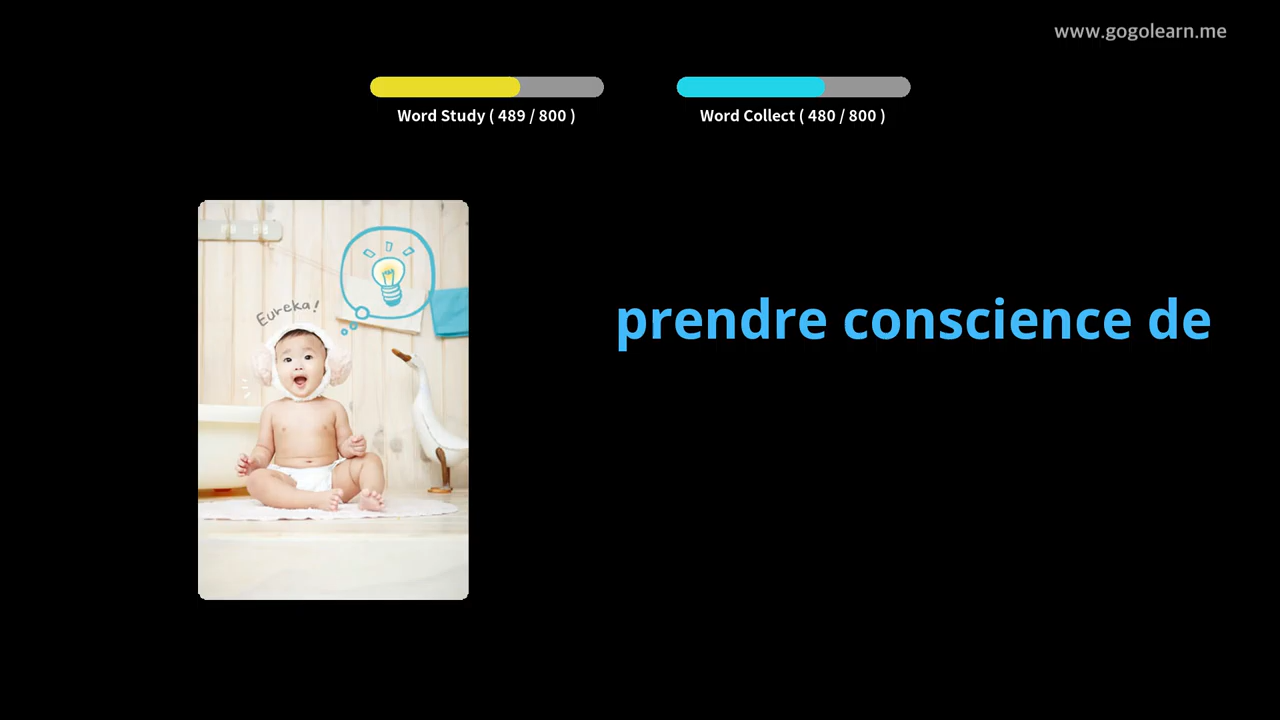 www.gogolearn.me
Word Study ( 489 / 800 )
Word Collect ( 480 / 800 )
Eureka!
prendre conscience de